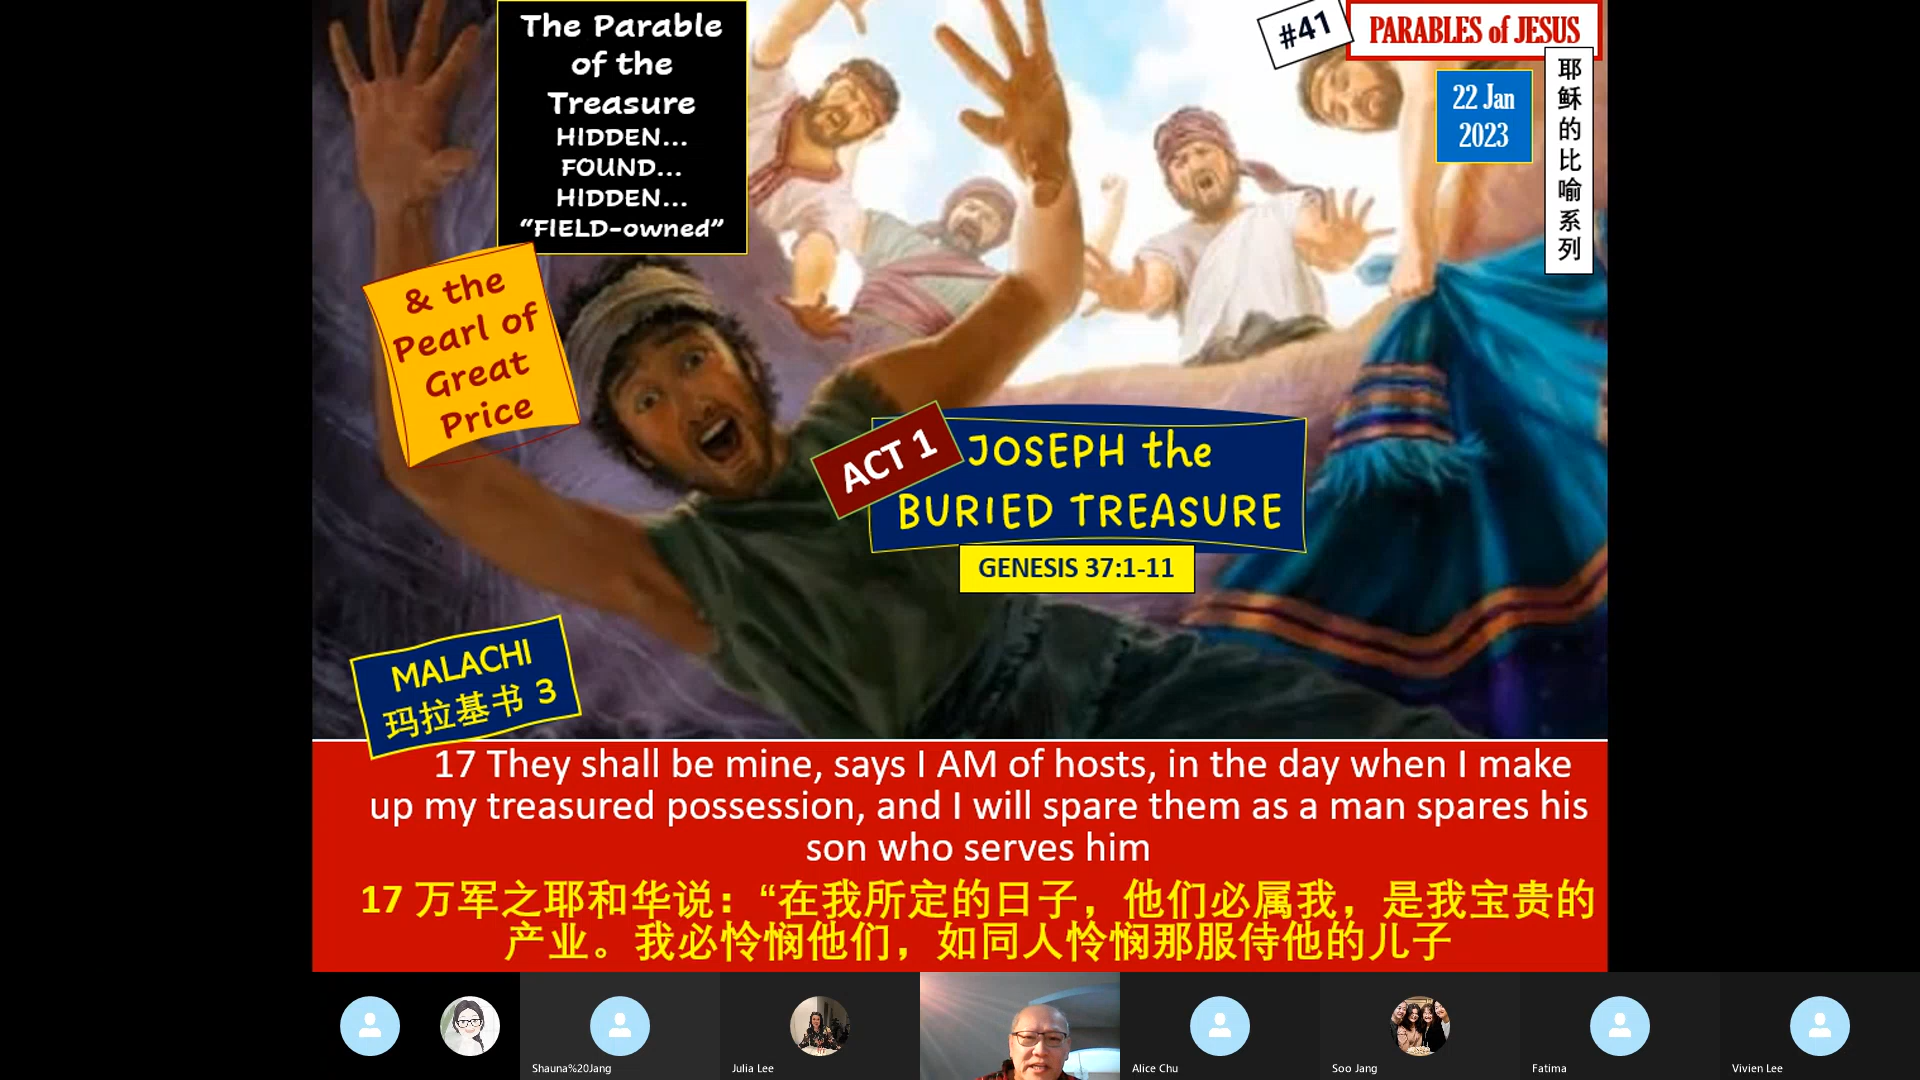 The Parable
of the
Treasure
HIDDEN...
FOUND...
HIDDEN...
“FIELD-owned”
& the
Pearl of
Great
Price
#41
PARABLES of JESUS
22 Jan
2023
耶稣的比喻系列
ACT 1
JOSEPH the
BURIED TREASURE
GENESIS 37:1-11
MALACHI
玛拉基书 3
17 They shall be mine, says I AM of hosts, in the day when I make
up my treasured possession, and I will spare them as a man spares his
son who serves him
17 万军之耶和华说：“在我所定的日子，他们必属我，是我宝贵的
产业。我必怜悯他们，如同人怜悯那服侍他的儿子
Shauna%20Jang
Julia Lee
Alice Chu
Soo Jang
Fatima
Vivien Lee